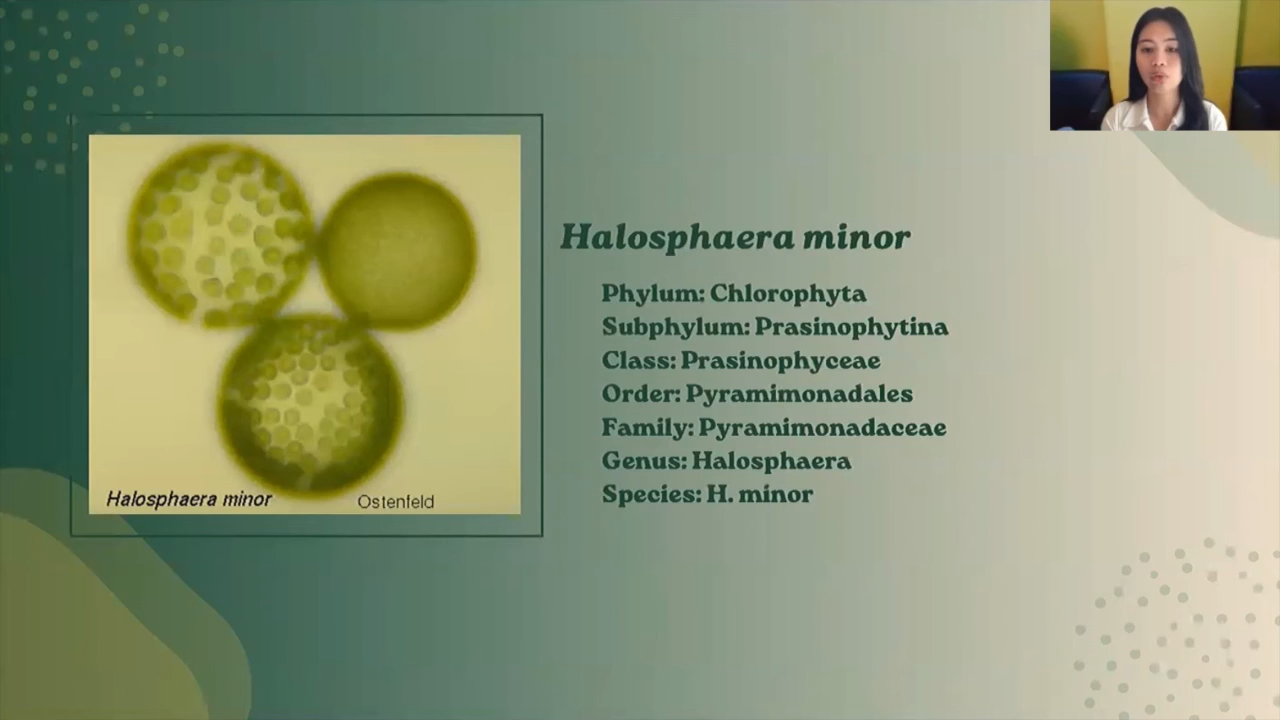 Halosphaera minor
Phylum: Chlorophyta
Subphylum: Prasinophytina
Class: Prasinophyceae
Order: Pyramimonadales
Family: Pyramimonadaceae
Genus: Halosphaera
Species: H. minor
Halosphaera minor Ostenfeld